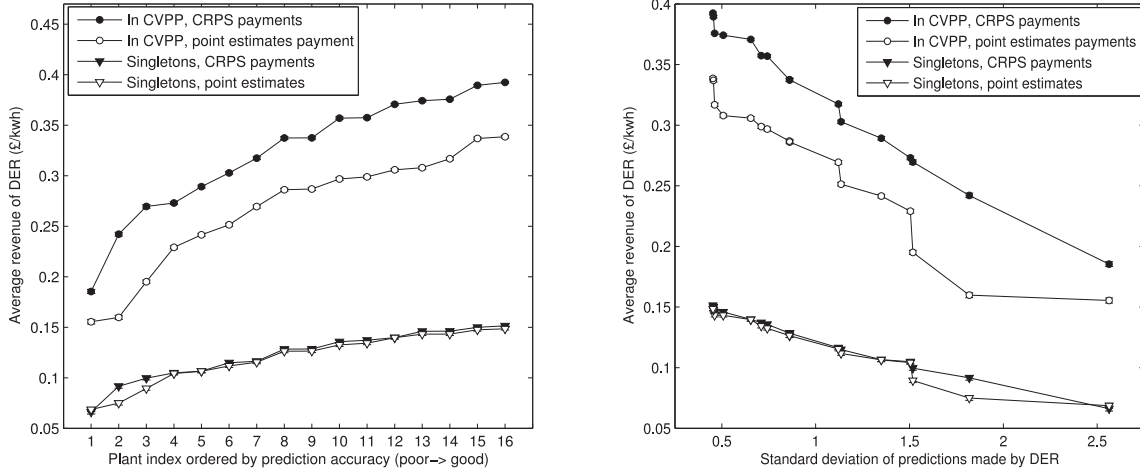 0.45
0.4
0.35
0.3
0.25
0.2
0.15
0.1
0.05
Average revenue of DER (£/kwh)
In CVPP, CRPS payments
In CVPP, point estimates payment
Singletons, CRPS payments
Singletons, point estimates
1 2 3 4 5 6 7 8 9 10 11 12 13 14 15 16
Plant index ordered by prediction accuracy (poor−> good)
0.4
0.35
0.3
0.25
0.2
0.15
0.1
0.05
Average revenue of DER (£/kwh)
In CVPP, CRPS payments
In CVPP, point estimates payments
Singletons, CRPS payments
Singletons, point estimates
0.5 1 1.5 2 2.5
Standard deviation of predictions made by DER